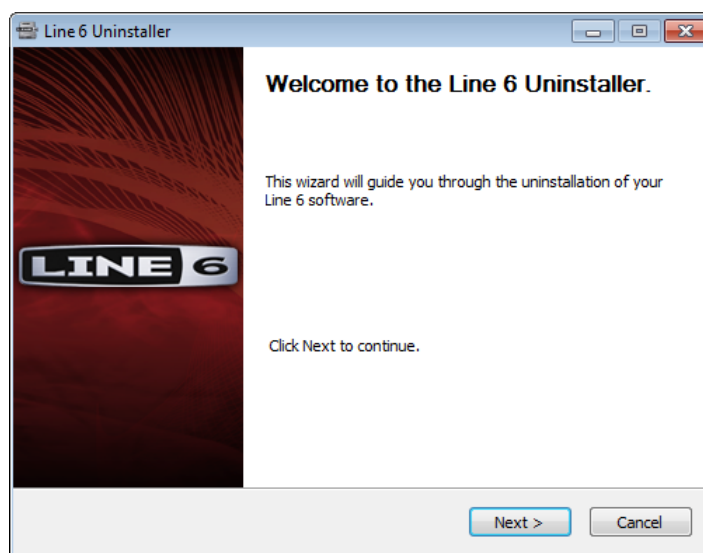 Line 6 Uninstaller
Welcome to the Line 6 Uninstaller.
This wizard will guide you through the uninstallation of your
Line 6 software.
LINE 6
Click Next to continue.
Next >
Cancel